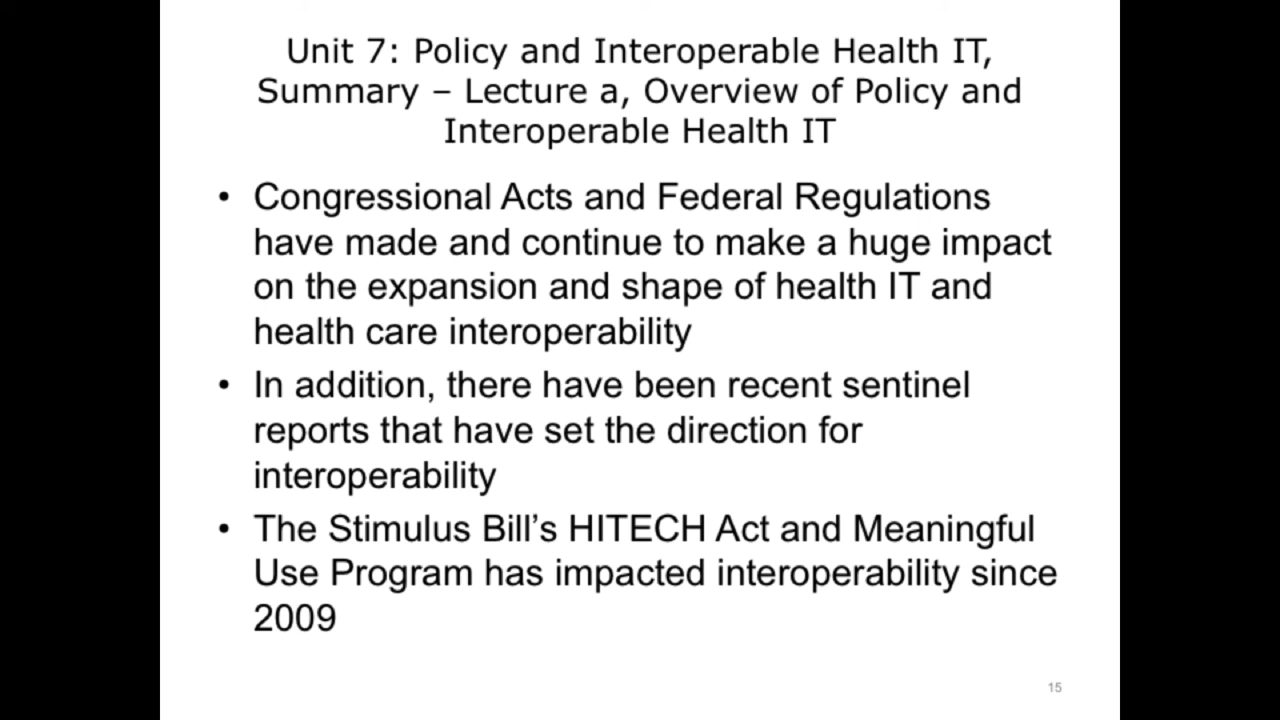 Unit 7: Policy and Interoperable Health IT,
Summary – Lecture a, Overview of Policy and
Interoperable Health IT
• Congressional Acts and Federal Regulations
have made and continue to make a huge impact
on the expansion and shape of health IT and
health care interoperability
• In addition, there have been recent sentinel
reports that have set the direction for
interoperability
• The Stimulus Bill’s HITECH Act and Meaningful
Use Program has impacted interoperability since
2009
15